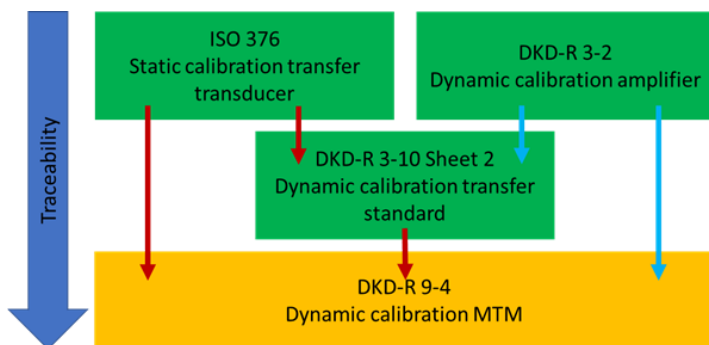 Traceability
ISO 376
Static calibration transfer
transducer
DKD-R 3-2
Dynamic calibration amplifier
DKD-R 3-10 Sheet 2
Dynamic calibration transfer
standard
DKD-R 9-4
Dynamic calibration MTM